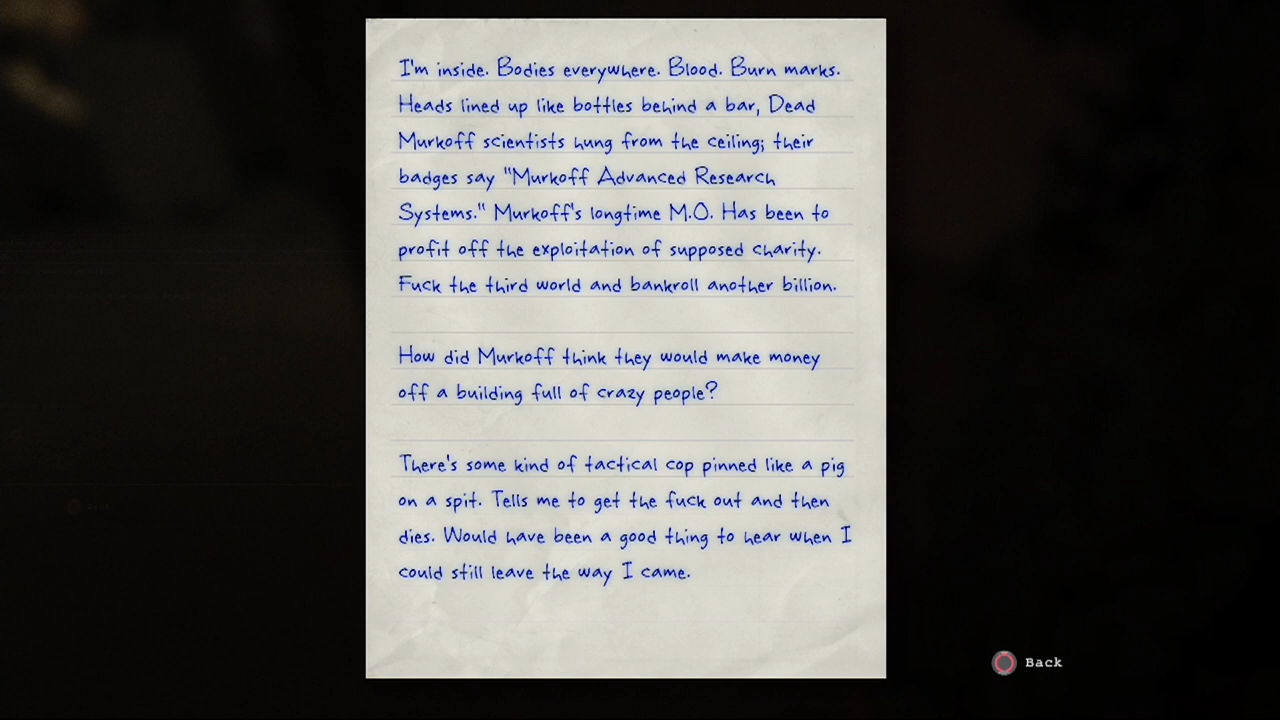 I'm inside. Bodies everywhere. Blood. Burn marks.
Heads lined up like bottles behind a bar, Dead
Murkoff scientists hung from the ceiling; their
badges say "Murkoff Advanced Research
Systems." Murkoff's longtime M.O. Has been to
profit off the exploitation of supposed charity.
Fuck the third world and bankroll another billion.
How did Murkoff think they would make money
off a building full of crazy people?
There's some kind of tactical cop pinned like a pig
on a spit. Tells me to get the fuck out and then
dies. Would have been a good thing to hear when I
could still leave the way I came.
Back